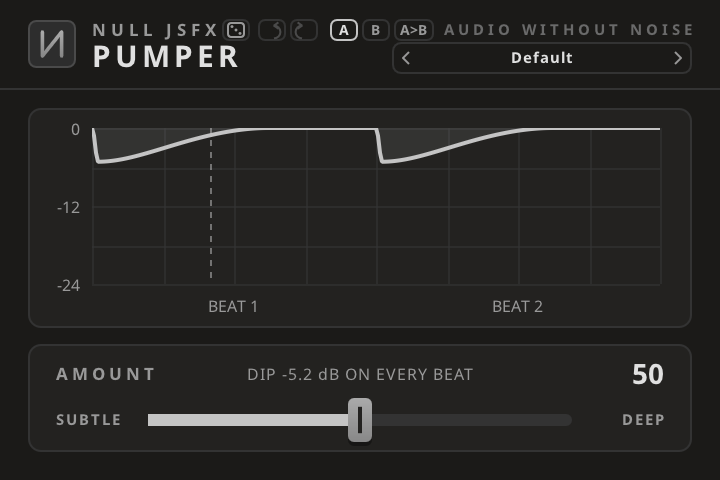 NULL JSFX
A
B
A>B
AUDIO WITHOUT NOISE
PUMPER
Default
0
-12
-24
BEAT 1
BEAT 2
AMOUNT
DIP -5.2 dB ON EVERY BEAT
50
SUBTLE
DEEP